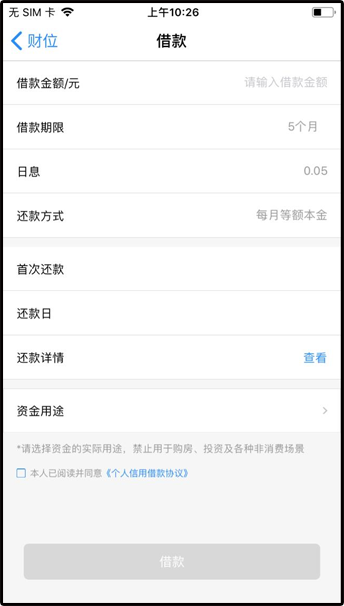 无 SIM 卡 上午10:26
财位 借款
借款金额/元 请输入借款金额
借款期限 5个月
日息 0.05
还款方式 每月等额本金
首次还款
还款日
还款详情 查看
资金用途
*请选择资金的实际用途，禁止用于购房、投资及各种非消费场景
本人已阅读并同意《个人信用借款协议》
借款